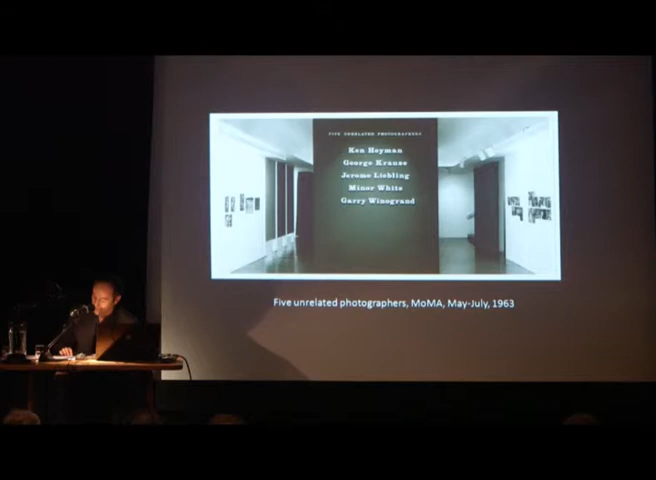 FIVE UNRELATED PHOTOGRAPHERS
Ken Heyman
George Krause
Jerome Liebling
Minor White
Garry Winogrand
Five unrelated photographers, MoMA, May-July, 1963